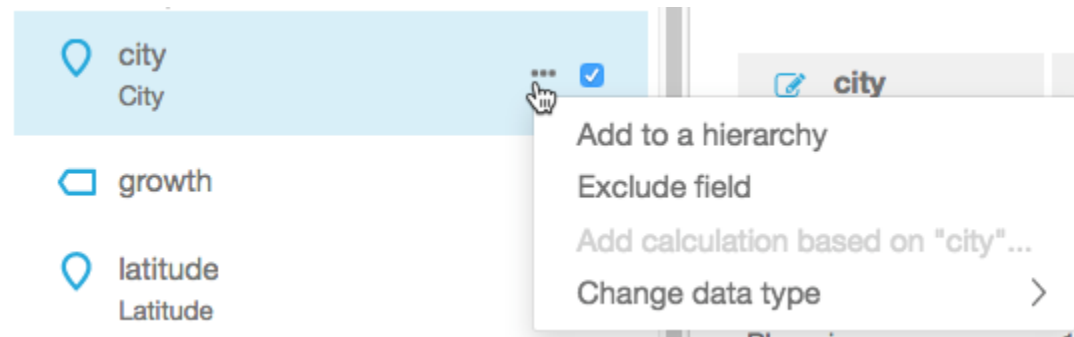 city
City
city
Add to a hierarchy
Exclude field
Add calculation based on "city"...
Change data type
growth
latitude
Latitude